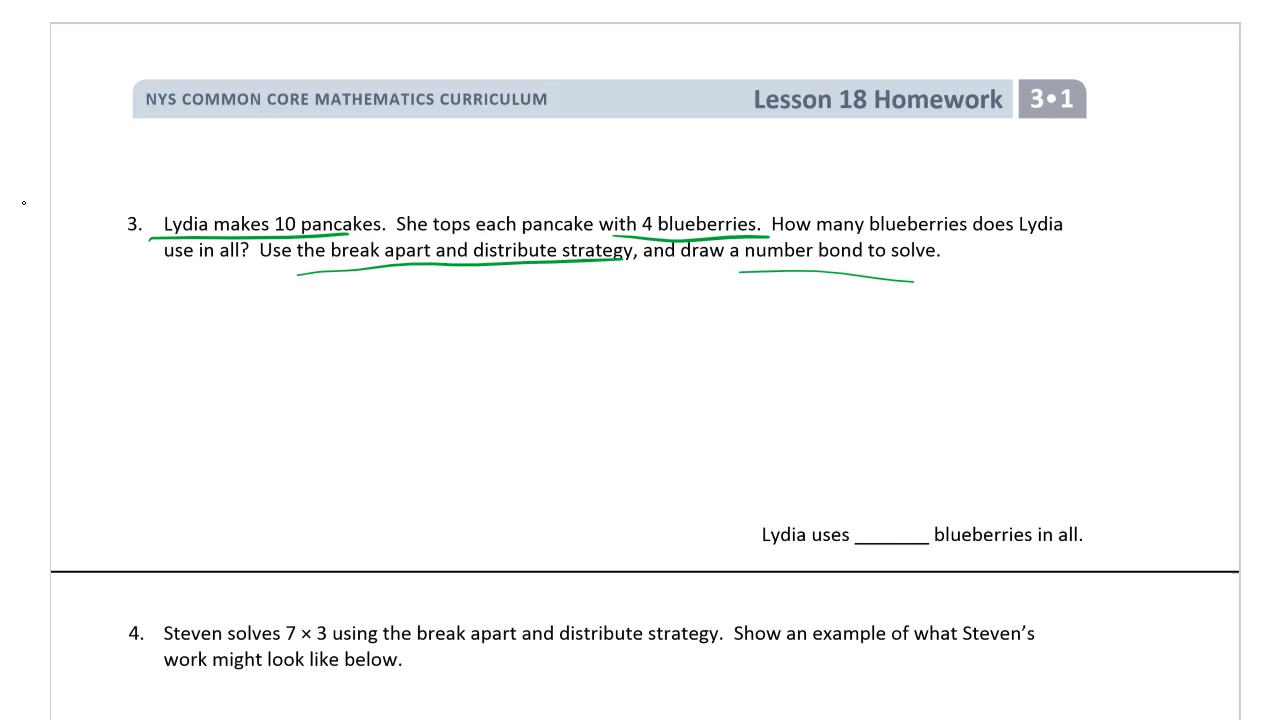 NYS COMMON CORE MATHEMATICS CURRICULUM Lesson 18 Homework 3•1
3. Lydia makes 10 pancakes. She tops each pancake with 4 blueberries. How many blueberries does Lydia
use in all? Use the break apart and distribute strategy, and draw a number bond to solve.
Lydia uses _______ blueberries in all.
4. Steven solves 7 × 3 using the break apart and distribute strategy. Show an example of what Steven’s
work might look like below.